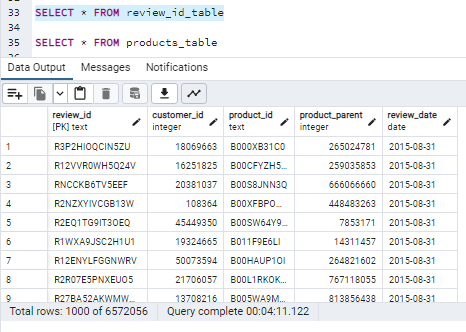 33 SELECT * FROM review_id_table
34
35 SELECT * FROM products_table
Data Output Messages Notifications
review_id [PK] text customer_id integer product_id text product_parent integer review_date date
1 R3P2HIOQCIN5ZU 18069663 B000XB31C0 265024781 2015-08-31
2 R12VVR0WH5Q24V 16251825 B00CFYZH5... 259035853 2015-08-31
3 RNCCKB6TV5EEF 20381037 B00S8JNN3Q 666066660 2015-08-31
4 R2NZXYIVCGB13W 108364 B00XFBPO... 448483263 2015-08-31
5 R2EQ1TG9IT3OEQ 45449350 B00SW64Y9... 7853171 2015-08-31
6 R1WXA9JSC2H1U1 19324665 B011F9E6LI 14311457 2015-08-31
7 R12ENYLFGGNWRV 50073594 B00HAUP1OI 264821602 2015-08-31
8 R2R07E5PNXEUO5 21706057 B00L1RKOK... 767118055 2015-08-31
9 R27BA52AKWMW... 13708216 B005WA9M... 813856438 2015-08-31
Total rows: 1000 of 6572056 Query complete 00:04:11.122